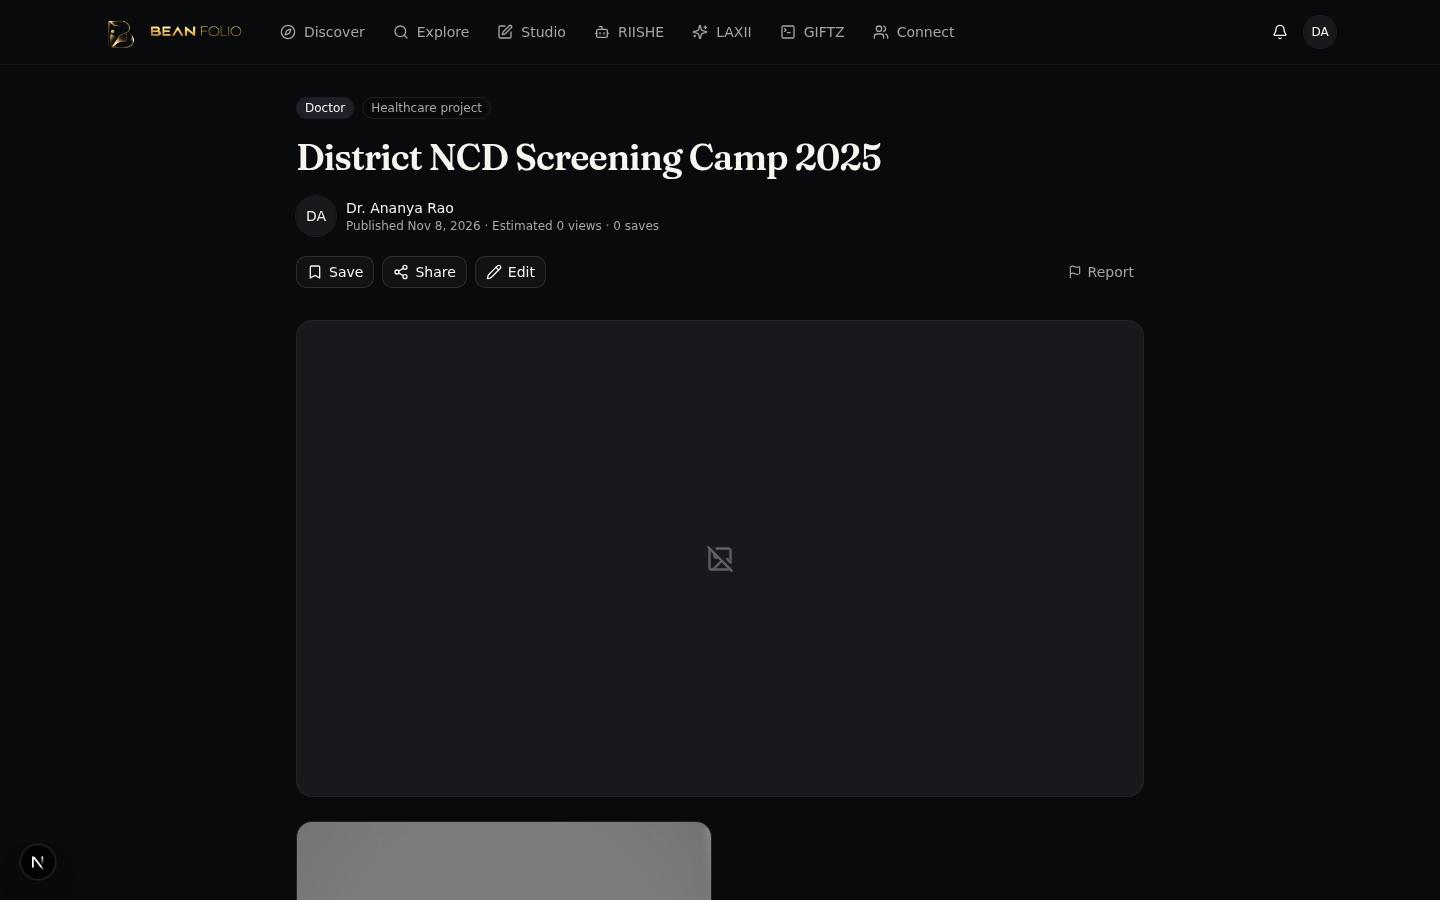 BEAN FOLIO
Discover
Explore
Studio
RIISHE
LAXII
GIFTZ
Connect
DA
Doctor
Healthcare project
District NCD Screening Camp 2025
DA
Dr. Ananya Rao
Published Nov 8, 2026 · Estimated 0 views · 0 saves
Save
Share
Edit
Report
N